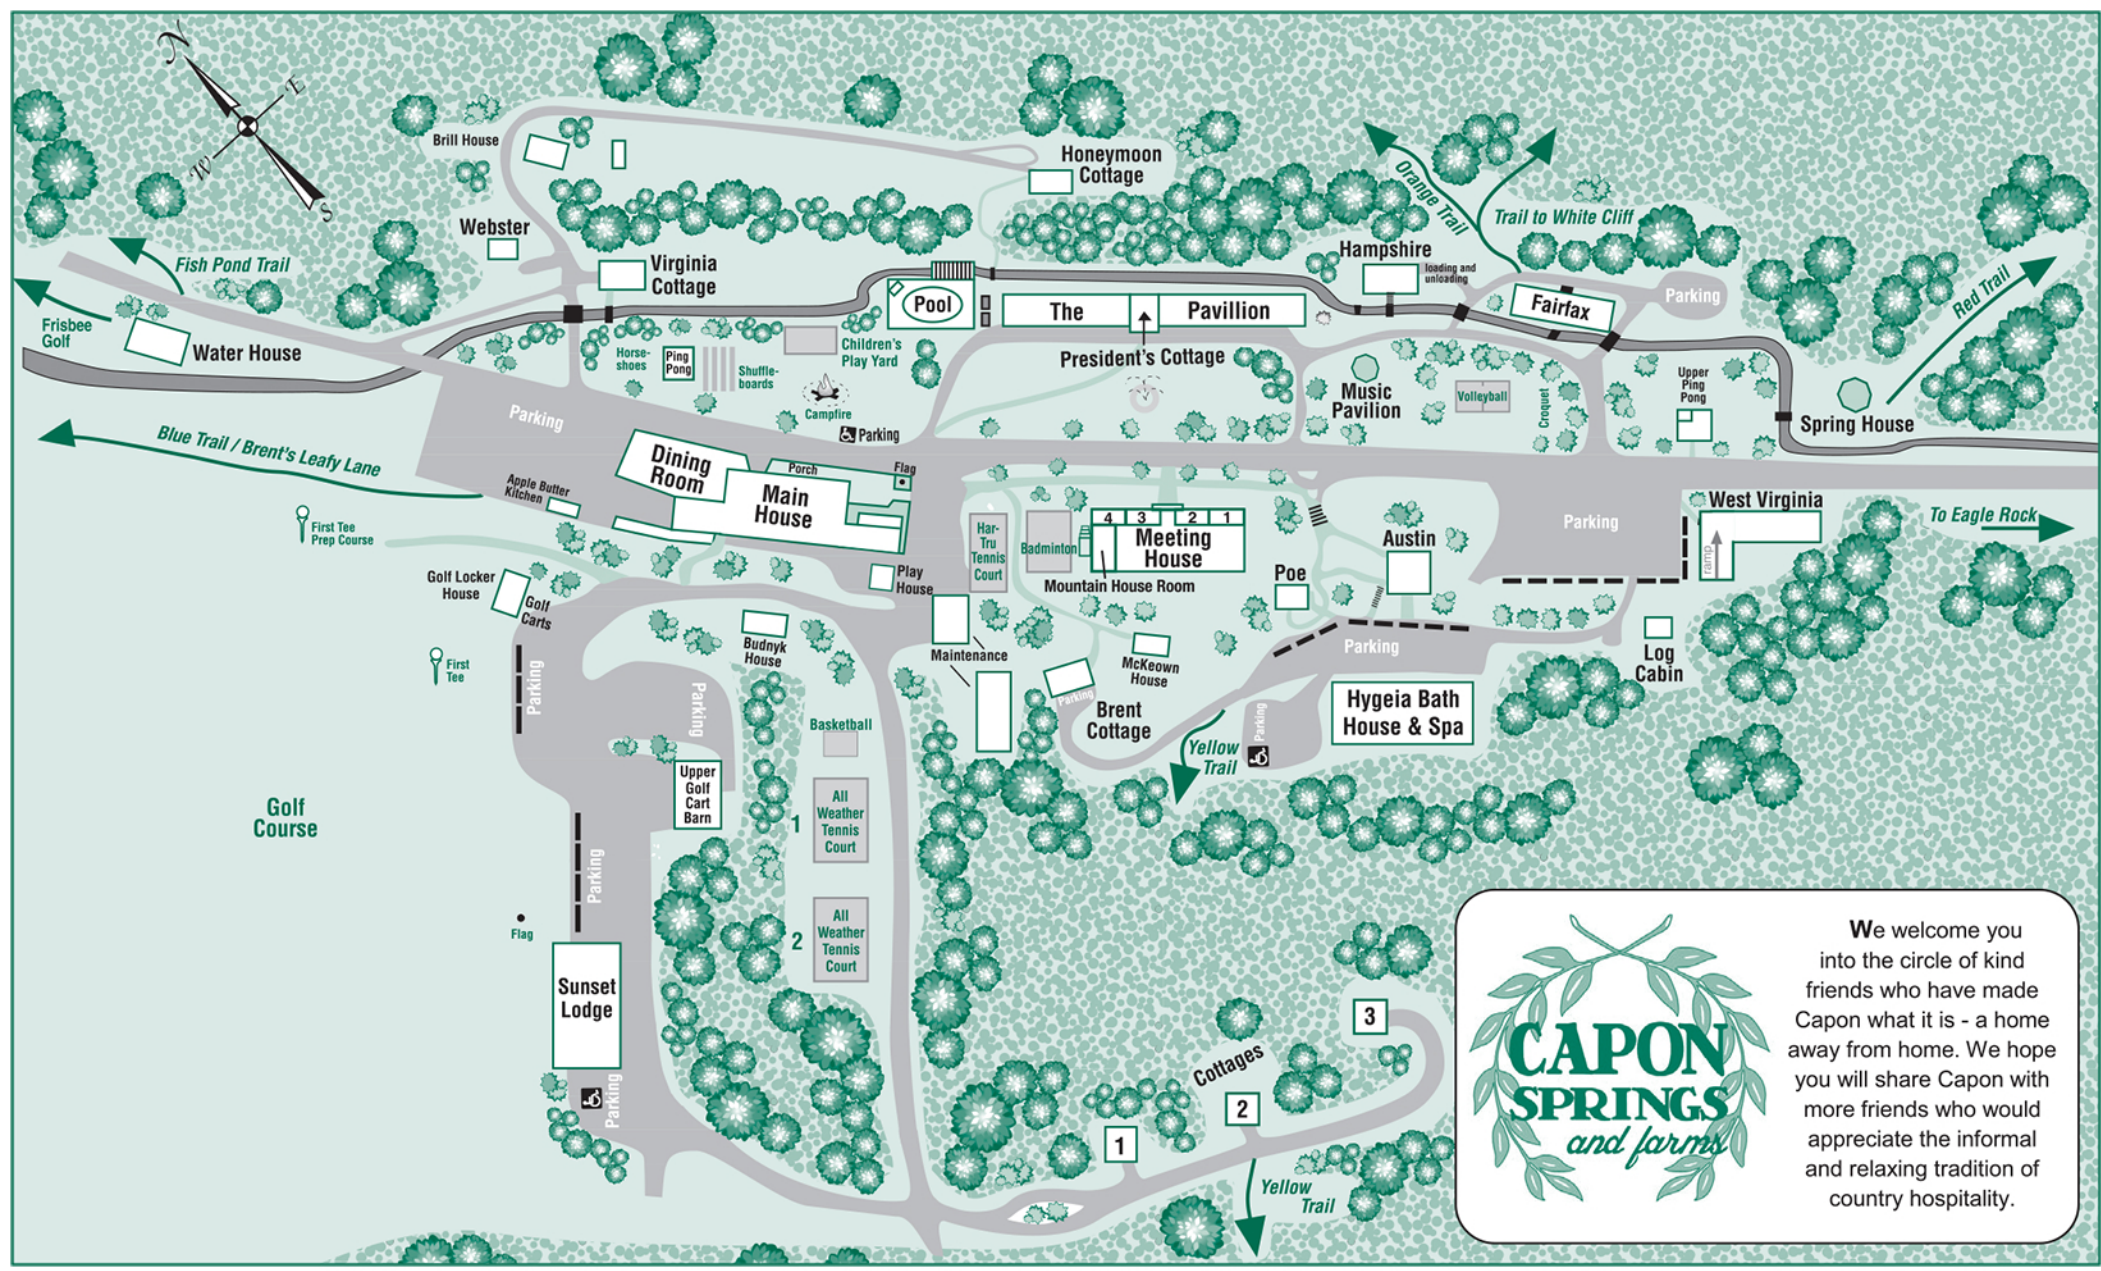 N
E
W
S
Brill House
Honeymoon
Cottage
Orange Trail
Trail to White Cliff
Webster
Virginia
Cottage
Fish Pond Trail
Hampshire
loading and
unloading
Frisbee
Golf
Water House
Pool
The
Pavillion
Fairfax
Parking
Red Trail
Horse-
shoes
Ping
Pong
Shuffle-
boards
Children's
Play Yard
President's Cottage
Campfire
Music
Pavilion
Volleyball
Croquet
Upper
Ping
Pong
Spring House
Parking
Parking
Blue Trail / Brent's Leafy Lane
Dining
Room
Porch
Flag
Main
House
Apple Butter
Kitchen
First Tee
Prep Course
Har-
Tru
Tennis
Court
Badminton
4
3
2
1
Meeting
House
Mountain House Room
Austin
Poe
Parking
West Virginia
ramp
To Eagle Rock
Golf Locker
House
Golf
Carts
Play
House
Budnyk
House
Maintenance
McKeown
House
Parking
Log
Cabin
First
Tee
Parking
Parking
Parking
Brent
Cottage
Parking
Hygeia Bath
House & Spa
Yellow
Trail
Basketball
Upper
Golf
Cart
Barn
1
All
Weather
Tennis
Court
Golf
Course
Parking
Flag
2
All
Weather
Tennis
Court
Sunset
Lodge
Parking
Cottages
3
2
1
Yellow
Trail
CAPON
SPRINGS
and farms
We welcome you
into the circle of kind
friends who have made
Capon what it is - a home
away from home. We hope
you will share Capon with
more friends who would
appreciate the informal
and relaxing tradition of
country hospitality.